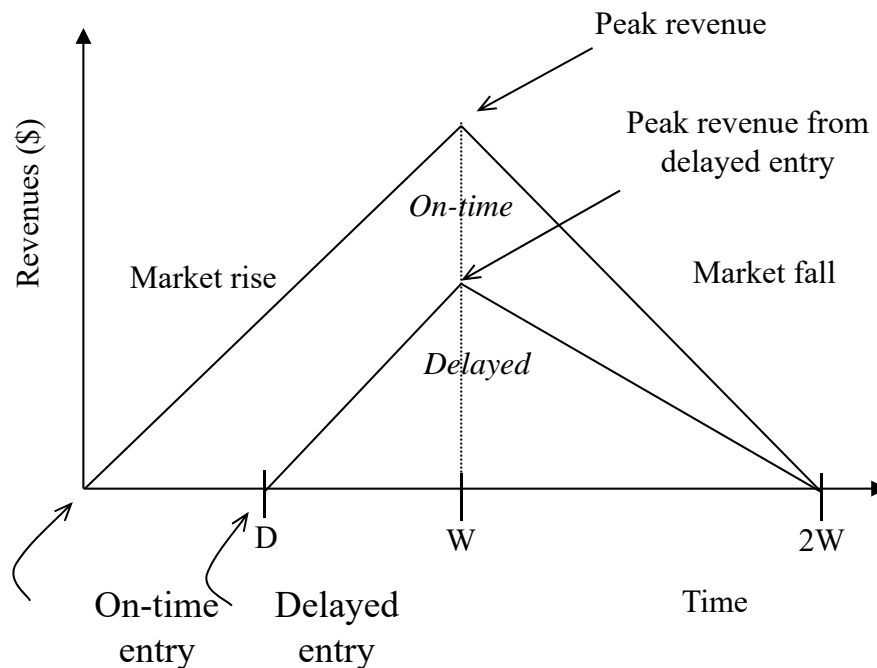 Peak revenue
Peak revenue from
delayed entry
Revenues ($)
On-time
Market rise
Market fall
Delayed
D
W
2W
On-time
entry
Delayed
entry
Time